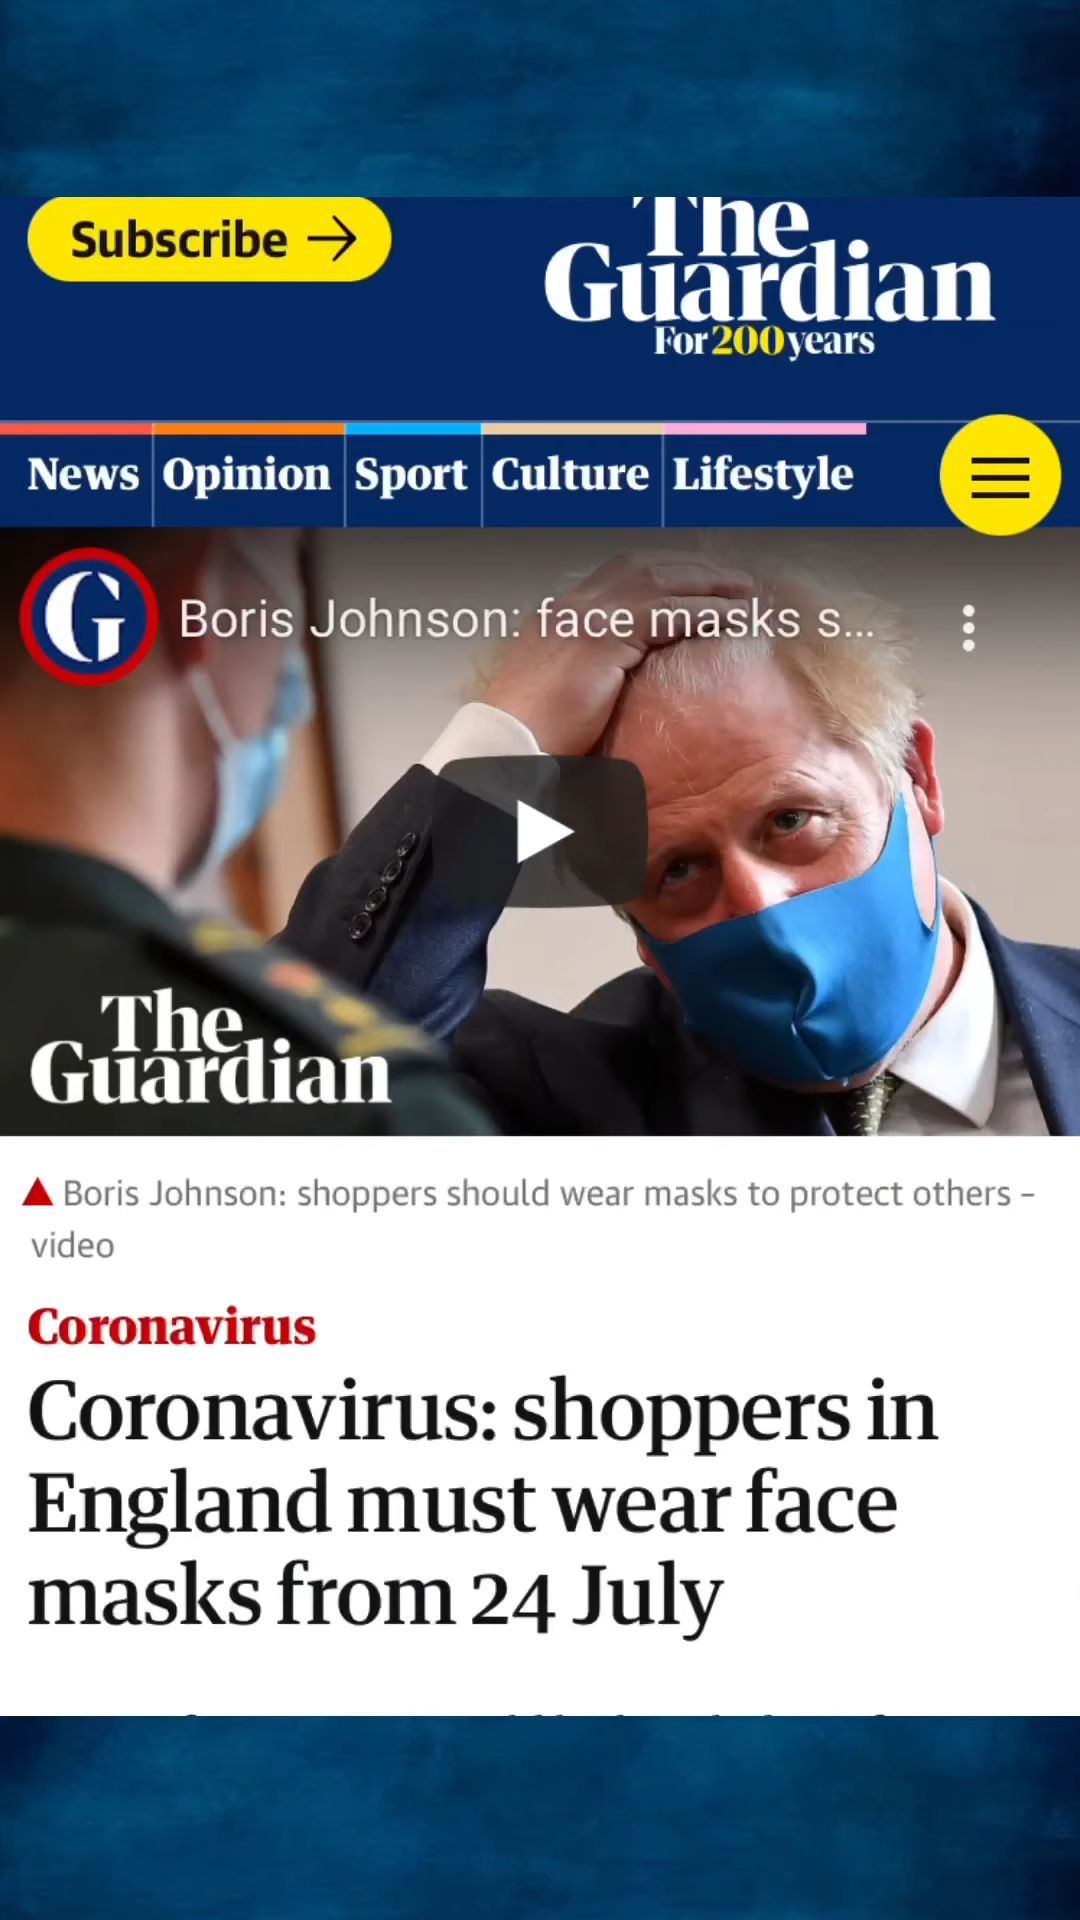 Subscribe →
The
Guardian
For 200 years
News Opinion Sport Culture Lifestyle
G Boris Johnson: face masks s...
The
Guardian
Boris Johnson: shoppers should wear masks to protect others –
video
Coronavirus
Coronavirus: shoppers in
England must wear face
masks from 24 July